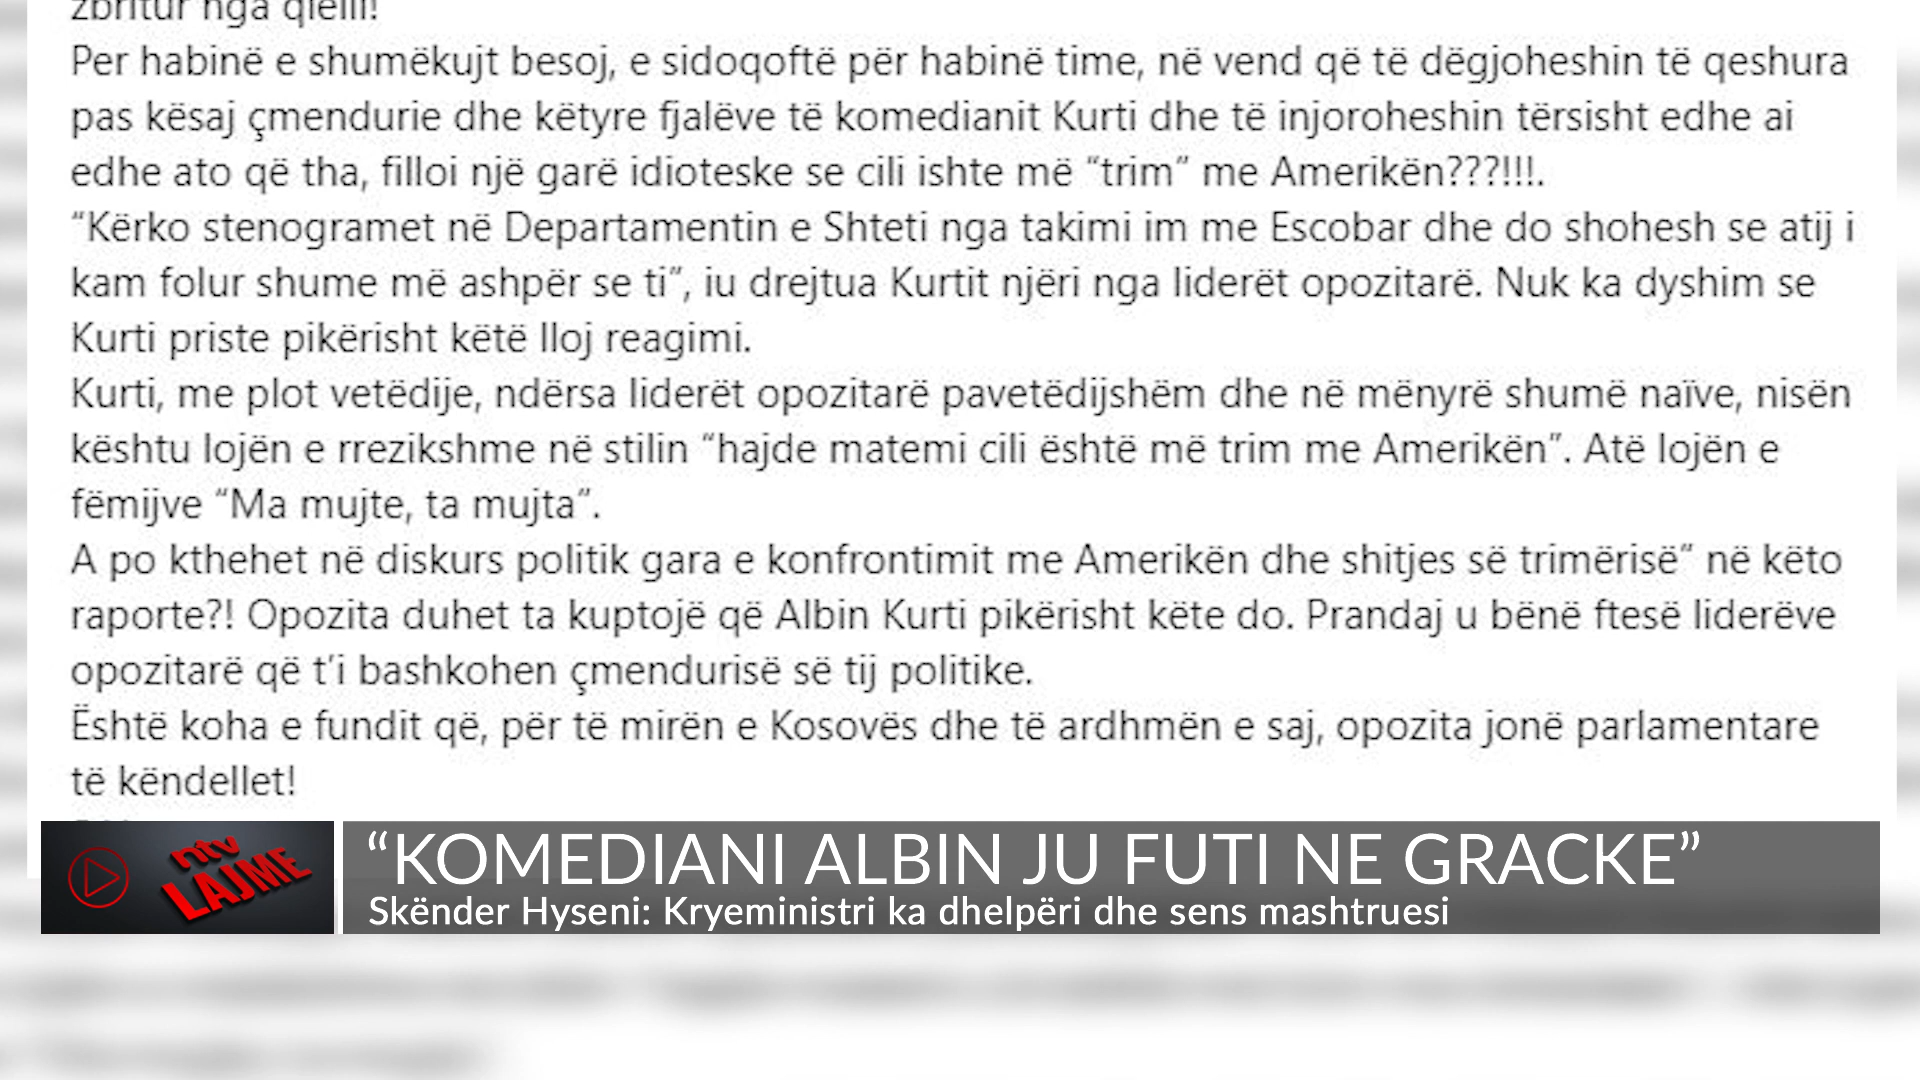 zbritur nga qielli!
Per habinë e shumëkujt besoj, e sidoqoftë për habinë time, në vend që të dëgjoheshin të qeshura
pas kësaj çmendurie dhe këtyre fjalëve të komedianit Kurti dhe të injoroheshin tërsisht edhe ai
edhe ato që tha, filloi një garë idioteske se cili ishte më “trim” me Amerikën???!!!.
“Kërko stenogramet në Departamentin e Shteti nga takimi im me Escobar dhe do shohesh se atij i
kam folur shume më ashpër se ti”, iu drejtua Kurtit njëri nga liderët opozitarë. Nuk ka dyshim se
Kurti priste pikërisht këtë lloj reagimi.
Kurti, me plot vetëdije, ndërsa liderët opozitarë pavetëdijshëm dhe në mënyrë shumë naïve, nisën
kështu lojën e rrezikshme në stilin “hajde matemi cili është më trim me Amerikën”. Atë lojën e
fëmijve “Ma mujte, ta mujta”.
A po kthehet në diskurs politik gara e konfrontimit me Amerikën dhe shitjes së trimërisë” në këto
raporte?! Opozita duhet ta kuptojë që Albin Kurti pikërisht këte do. Prandaj u bënë ftesë liderëve
opozitarë që t’i bashkohen çmendurisë së tij politike.
Është koha e fundit që, për të mirën e Kosovës dhe të ardhmën e saj, opozita jonë parlamentare
të këndellet!
ntv
LAJME
“KOMEDIANI ALBIN JU FUTI NE GRACKE”
Skënder Hyseni: Kryeministri ka dhelpëri dhe sens mashtruesi